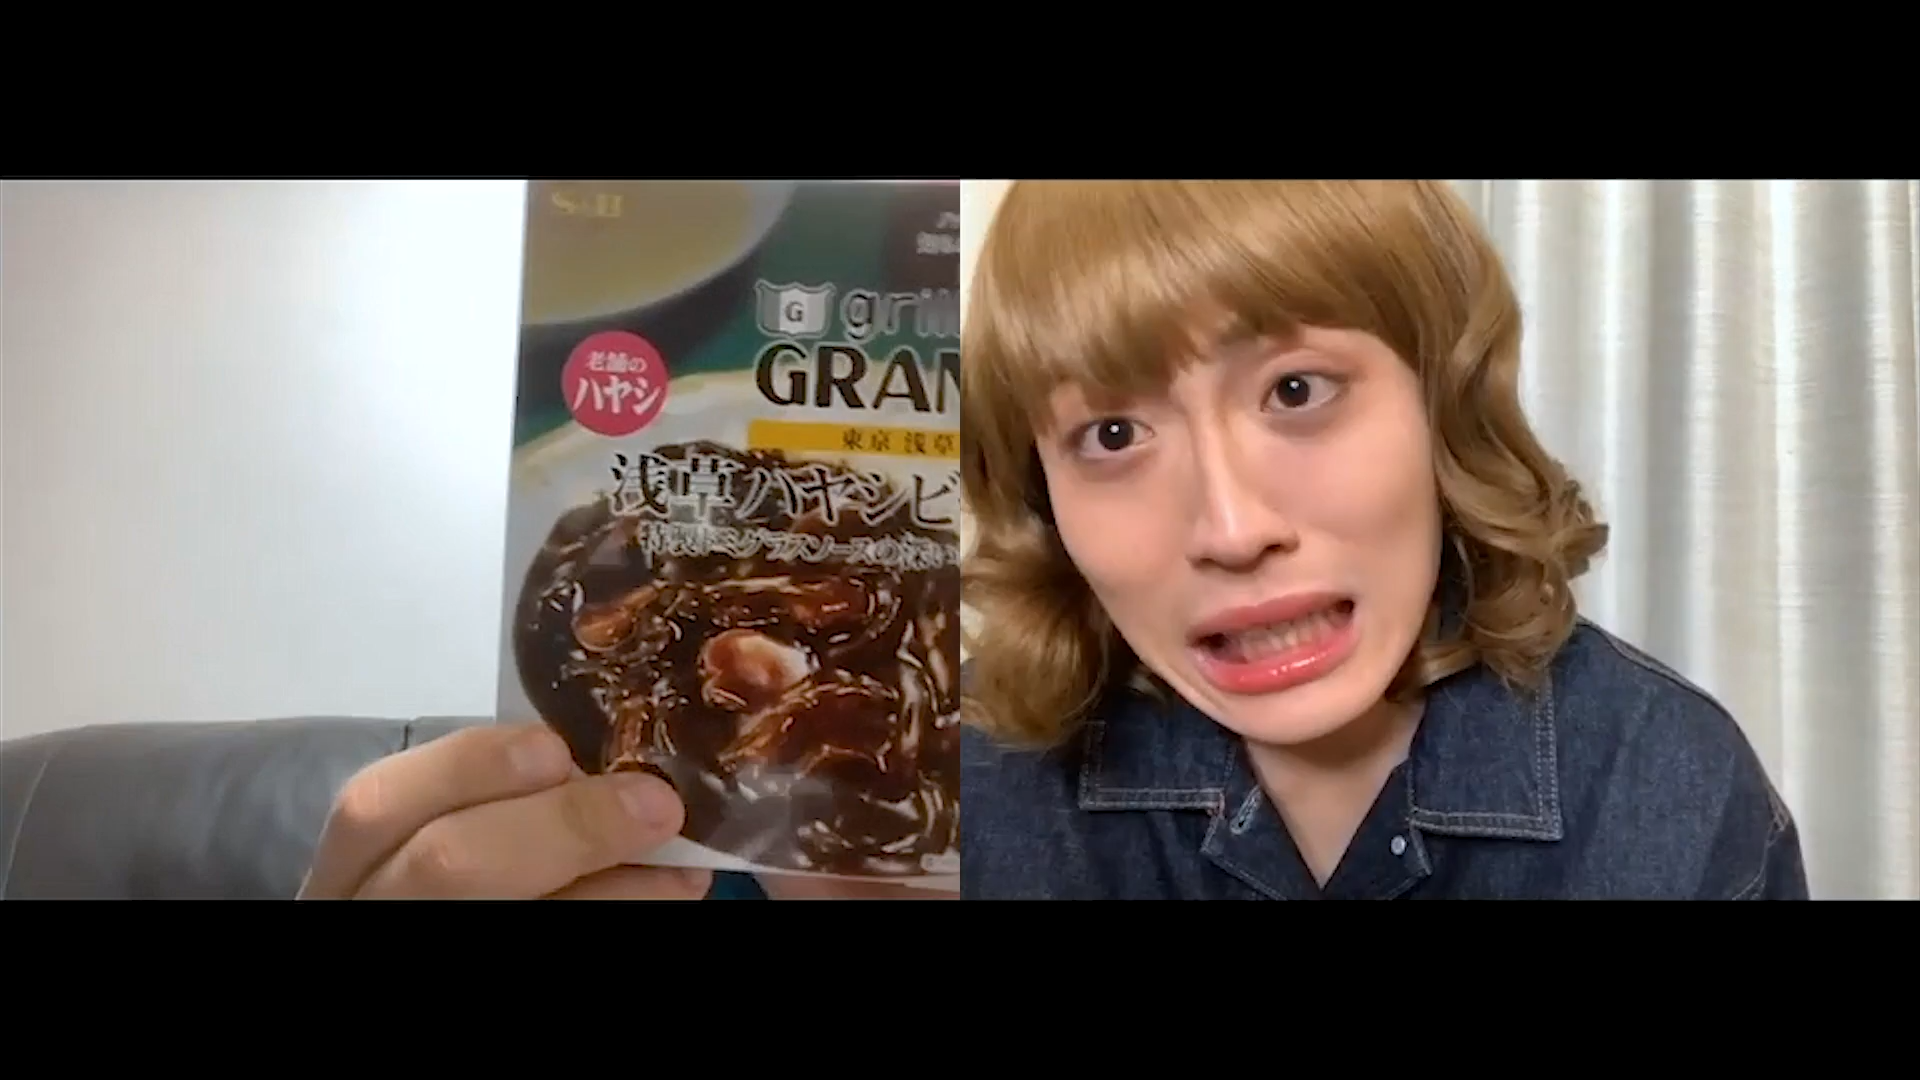 S&B
G grill
GRAN
老舗の
ハヤシ
東京 浅草
浅草ハヤシビ
特製ドミグラスソースの深い